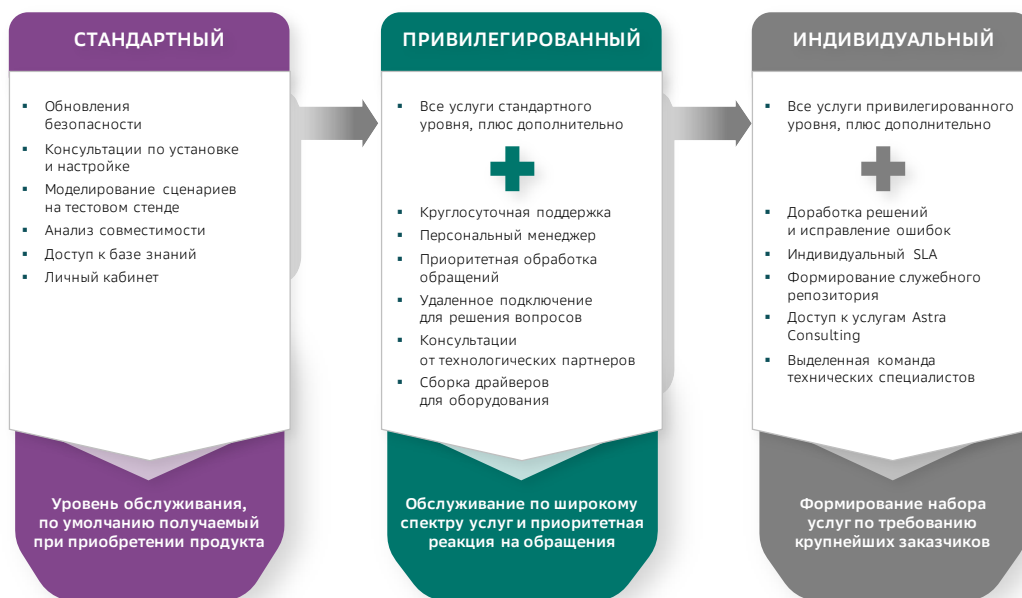 СТАНДАРТНЫЙ
▪ Обновления
безопасности
▪ Консультации по установке
и настройке
▪ Моделирование сценариев
на тестовом стенде
▪ Анализ совместимости
▪ Доступ к базе знаний
▪ Личный кабинет
Уровень обслуживания,
по умолчанию получаемый
при приобретении продукта
ПРИВИЛЕГИРОВАННЫЙ
▪ Все услуги стандартного
уровня, плюс дополнительно
▪ Круглосуточная поддержка
▪ Персональный менеджер
▪ Приоритетная обработка
обращений
▪ Удаленное подключение
для решения вопросов
▪ Консультации
от технологических партнеров
▪ Сборка драйверов
для оборудования
Обслуживание по широкому
спектру услуг и приоритетная
реакция на обращения
ИНДИВИДУАЛЬНЫЙ
▪ Все услуги привилегированного
уровня, плюс дополнительно
▪ Доработка решений
и исправление ошибок
▪ Индивидуальный SLA
▪ Формирование служебного
репозитория
▪ Доступ к услугам Astra
Consulting
▪ Выделенная команда
технических специалистов
Формирование набора
услуг по требованию
крупнейших заказчиков